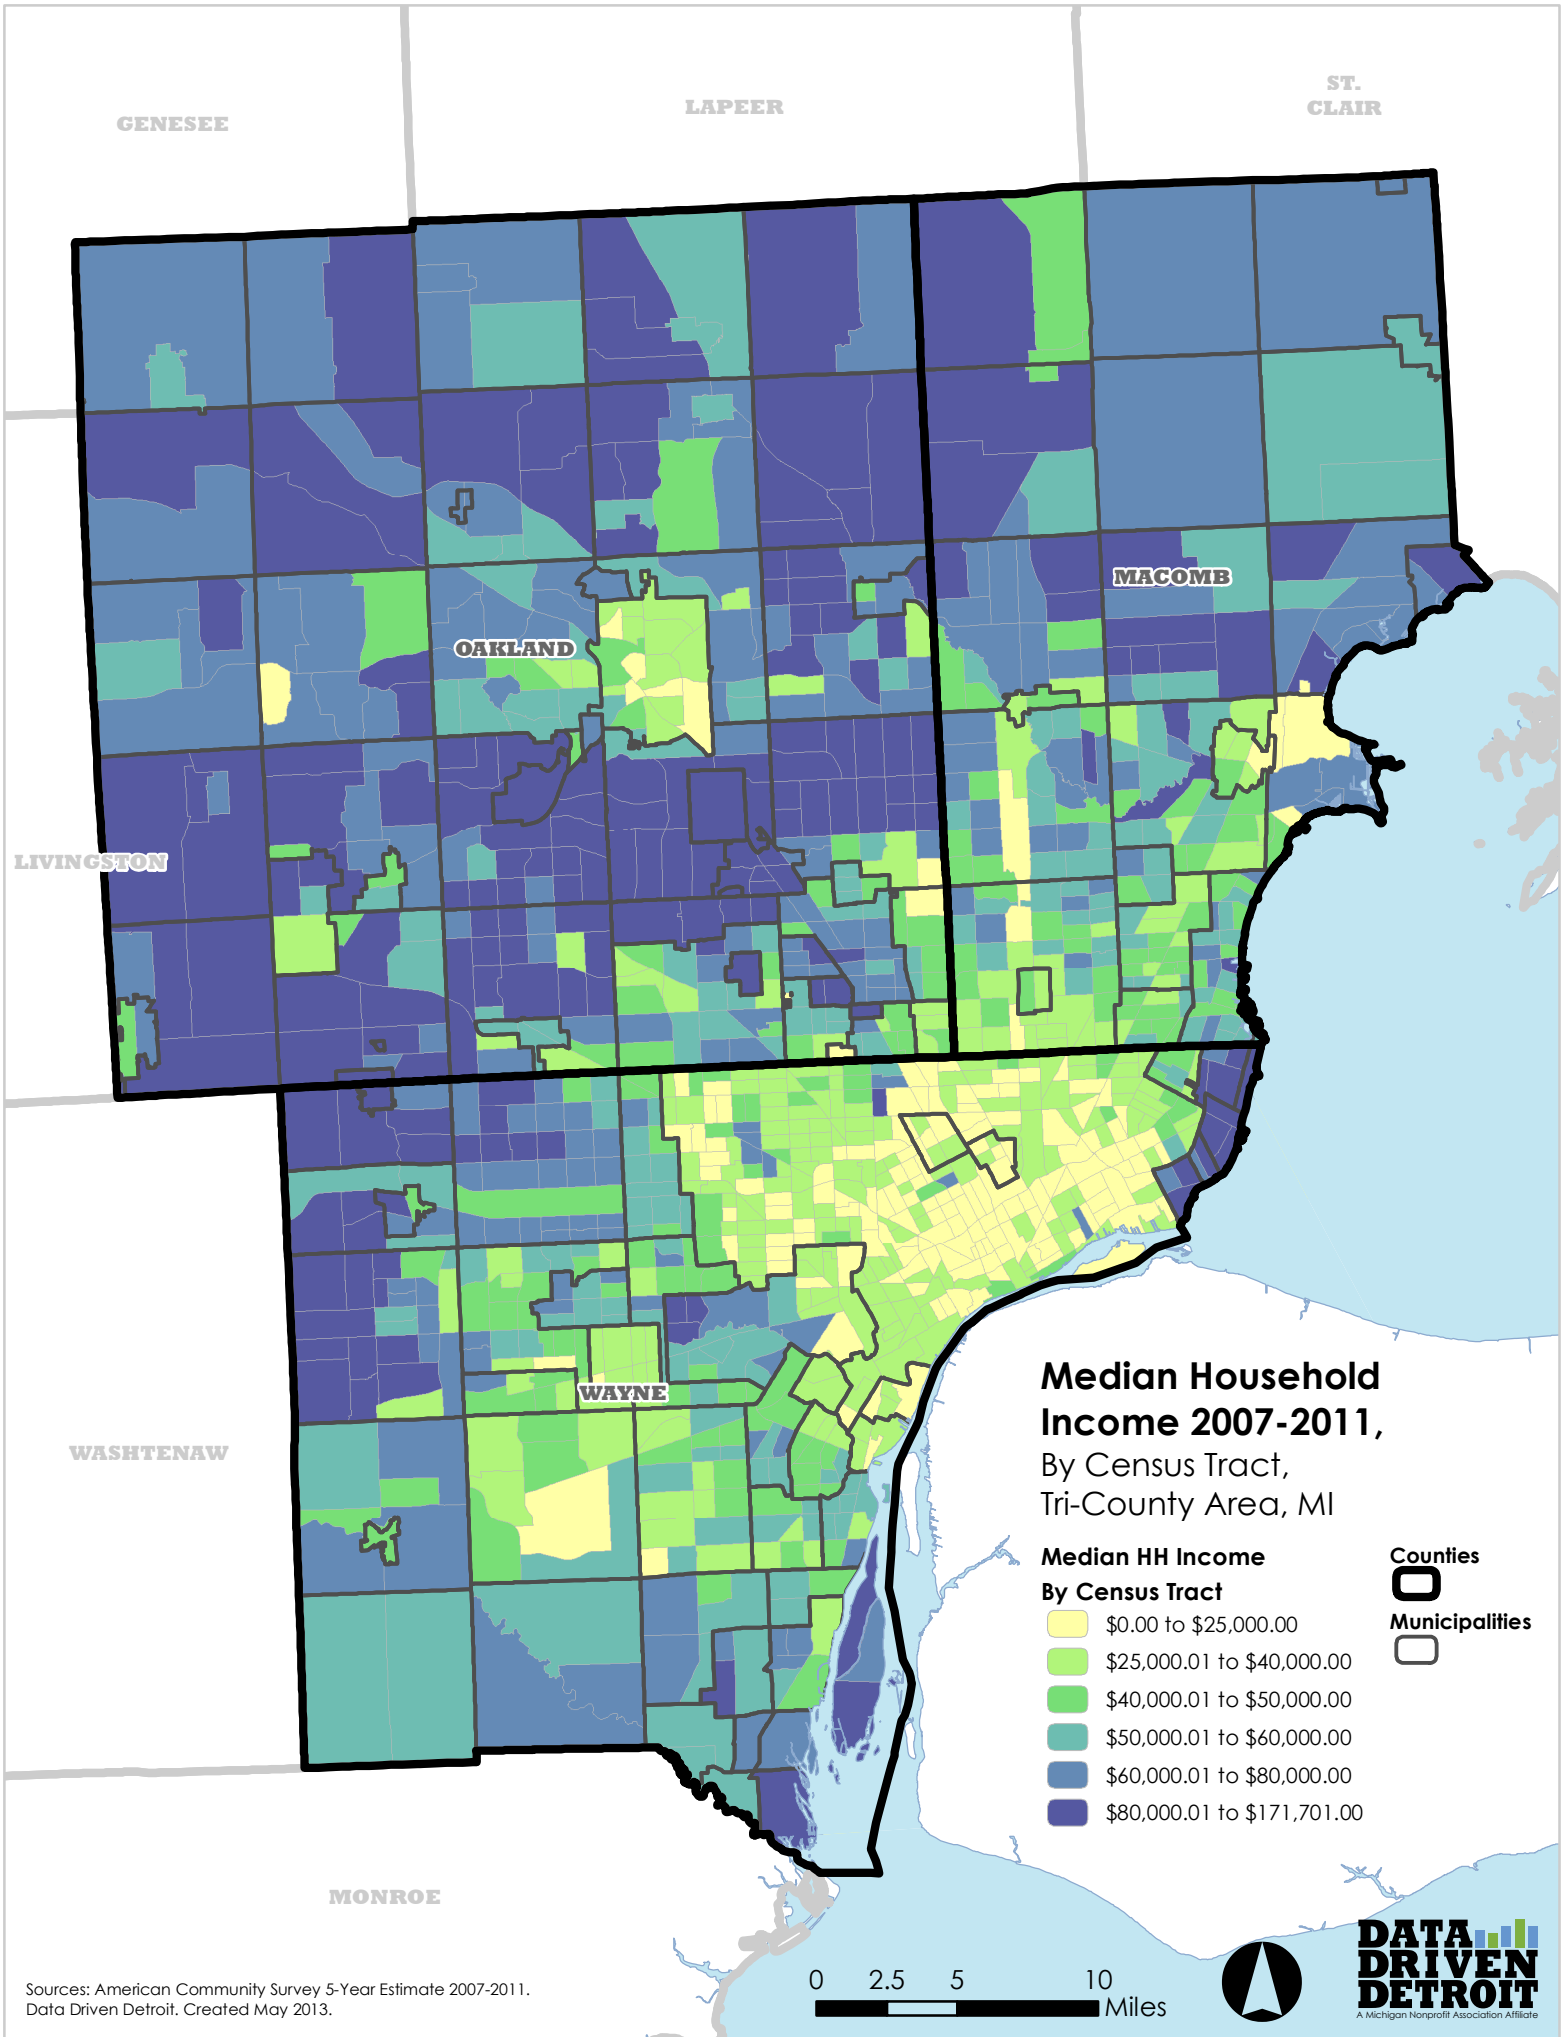 GENESEE
LAPEER
ST.
CLAIR
MACOMB
OAKLAND
LIVINGSTON
WAYNE
WASHTENAW
MONROE
Median Household
Income 2007-2011,
By Census Tract,
Tri-County Area, MI
Median HH Income
By Census Tract
$0.00 to $25,000.00
$25,000.01 to $40,000.00
$40,000.01 to $50,000.00
$50,000.01 to $60,000.00
$60,000.01 to $80,000.00
$80,000.01 to $171,701.00
Counties
Municipalities
Sources: American Community Survey 5-Year Estimate 2007-2011.
Data Driven Detroit. Created May 2013.
0 2.5 5 10
Miles
DATA
DRIVEN
DETROIT
A Michigan Nonprofit Association Affiliate